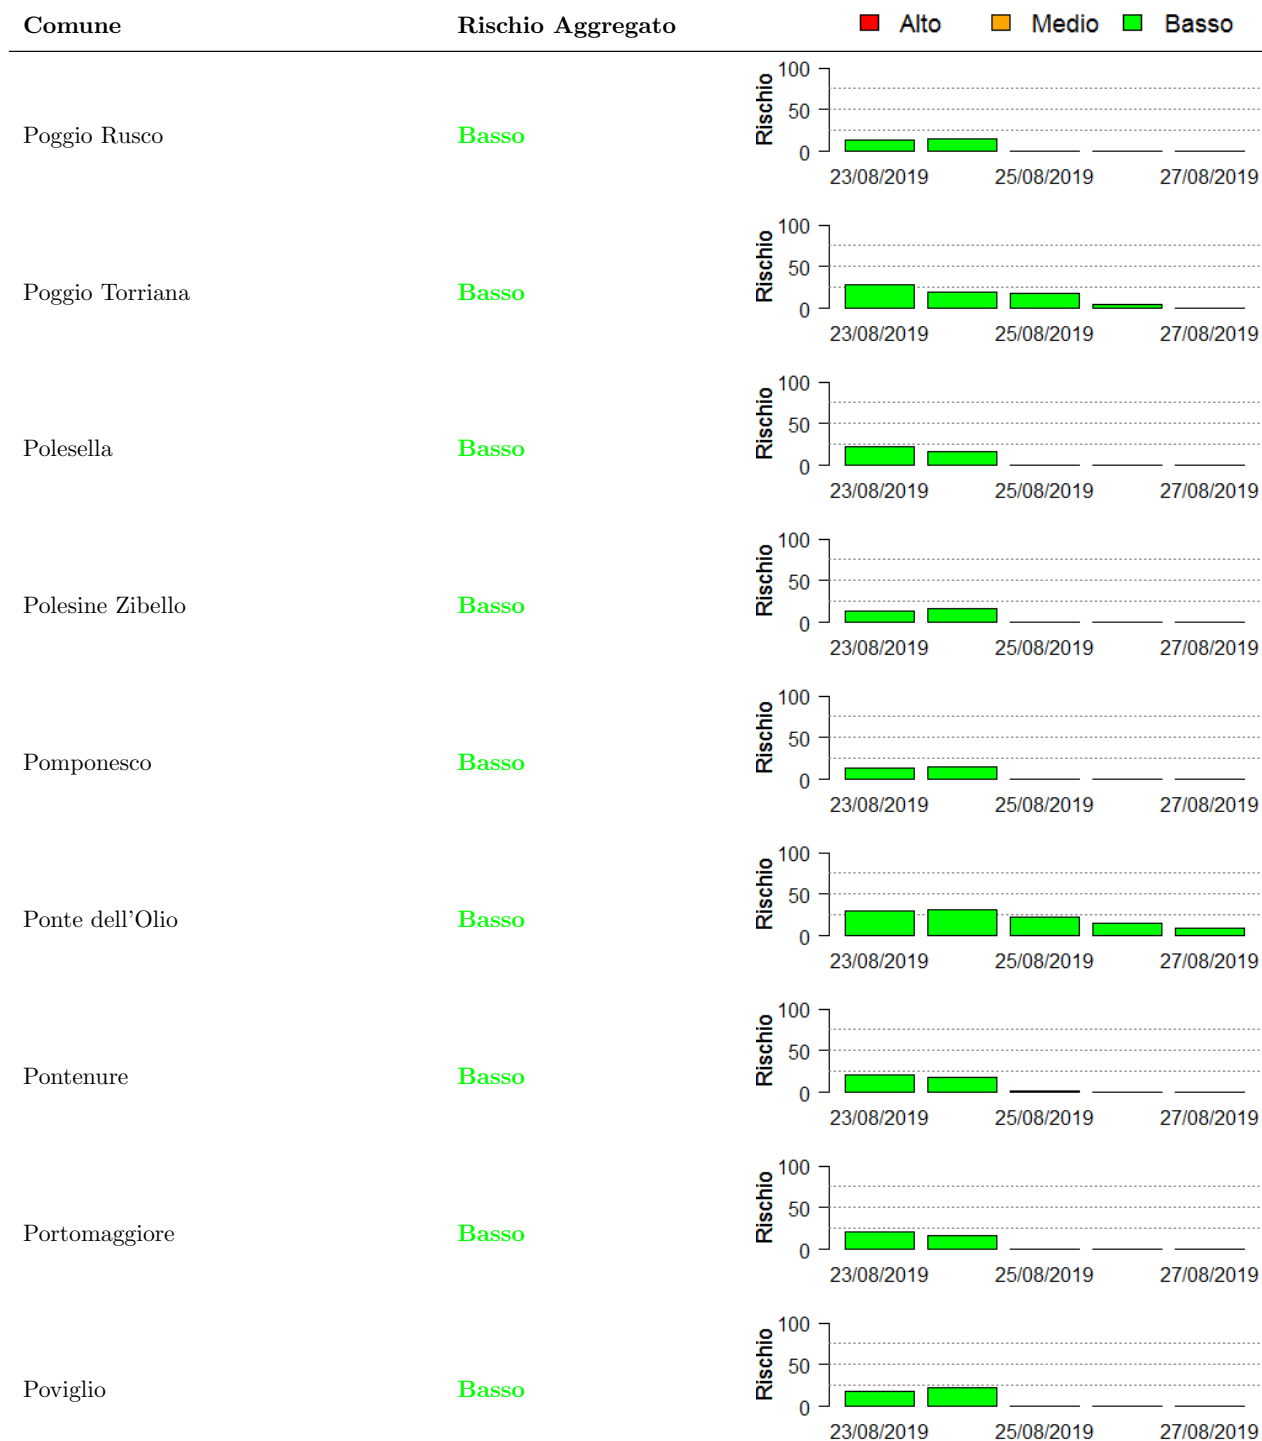 Comune Rischio Aggregato Alto Medio Basso
Poggio Rusco Basso Rischio 100 50 0
23/08/2019 25/08/2019 27/08/2019
Poggio Torriana Basso Rischio 100 50 0
23/08/2019 25/08/2019 27/08/2019
Polesella Basso Rischio 100 50 0
23/08/2019 25/08/2019 27/08/2019
Polesine Zibello Basso Rischio 100 50 0
23/08/2019 25/08/2019 27/08/2019
Pomponesco Basso Rischio 100 50 0
23/08/2019 25/08/2019 27/08/2019
Ponte dell'Olio Basso Rischio 100 50 0
23/08/2019 25/08/2019 27/08/2019
Pontenure Basso Rischio 100 50 0
23/08/2019 25/08/2019 27/08/2019
Portomaggiore Basso Rischio 100 50 0
23/08/2019 25/08/2019 27/08/2019
Poviglio Basso Rischio 100 50 0
23/08/2019 25/08/2019 27/08/2019